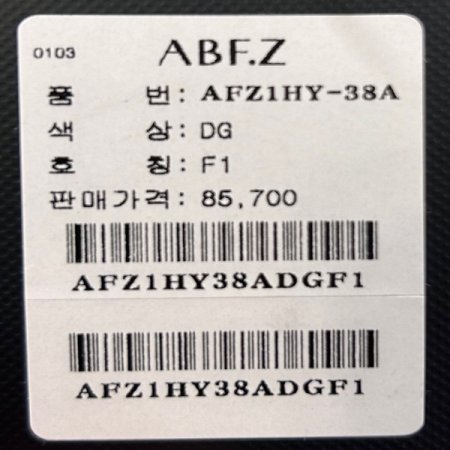 0103 ABF.Z
품 번: AFZ1HY-38A
색 상: DG
호 칭: F1
판매가격: 85,700
AFZ1HY38ADGF1
AFZ1HY38ADGF1